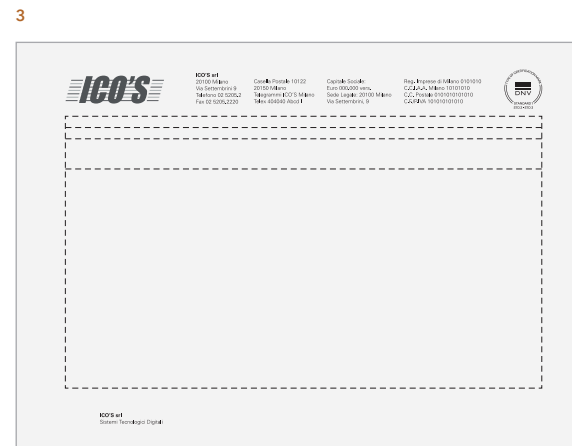 3
ICO'S
ICO'S srl
20100 Milano
Via Settembrini 9
Telefono 02 5205.2
Fax 02 5205.2220
Casella Postale 10122
20150 Milano
Telegrammi ICO'S Milano
Telex 404040 Abcd I
Capitale Sociale
Euro 000.000 vers.
Sede Legale: 20100 Milano
Via Settembrini, 9
Reg. Imprese di Milano 0101010
C.C.I.A.A. Milano 10101010
C.C. Postale 0101010101010
C.F./P.IVA 101010101010
DNV
STANDARD
ICO'S srl
Sistemi Tecnologici Digitali